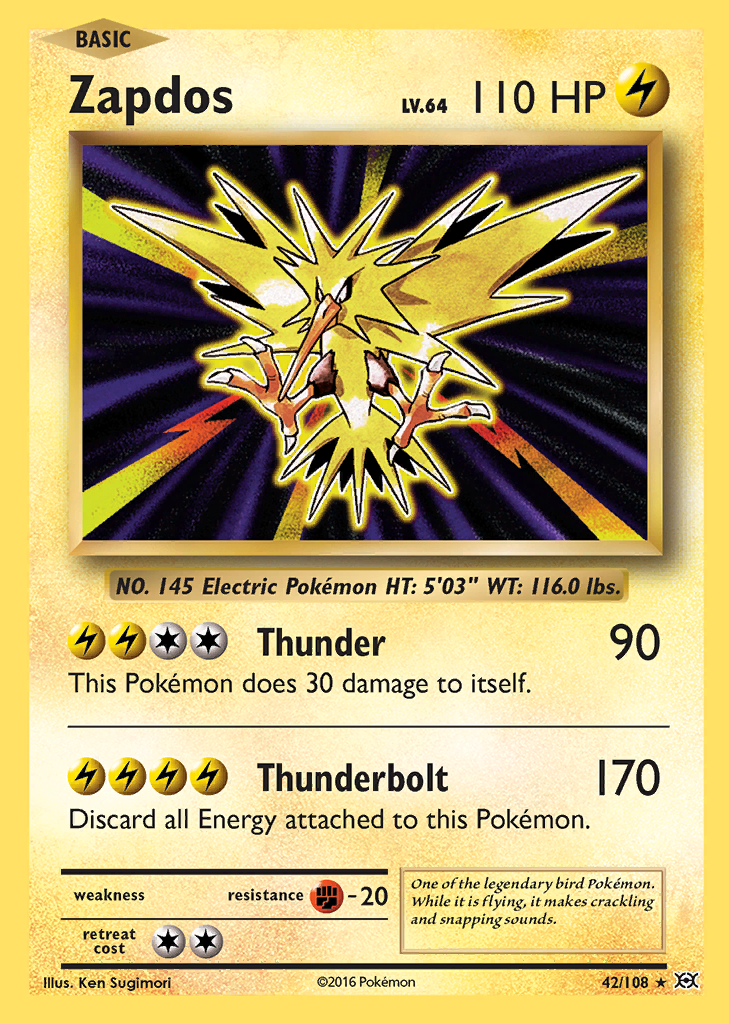 BASIC
Zapdos LV.64 110 HP
NO. 145 Electric Pokémon HT: 5'03" WT: 116.0 lbs.
Thunder 90
This Pokémon does 30 damage to itself.
Thunderbolt 170
Discard all Energy attached to this Pokémon.
weakness resistance -20
retreat
cost
One of the legendary bird Pokémon.
While it is flying, it makes crackling
and snapping sounds.
Illus. Ken Sugimori ©2016 Pokémon 42/108 ★